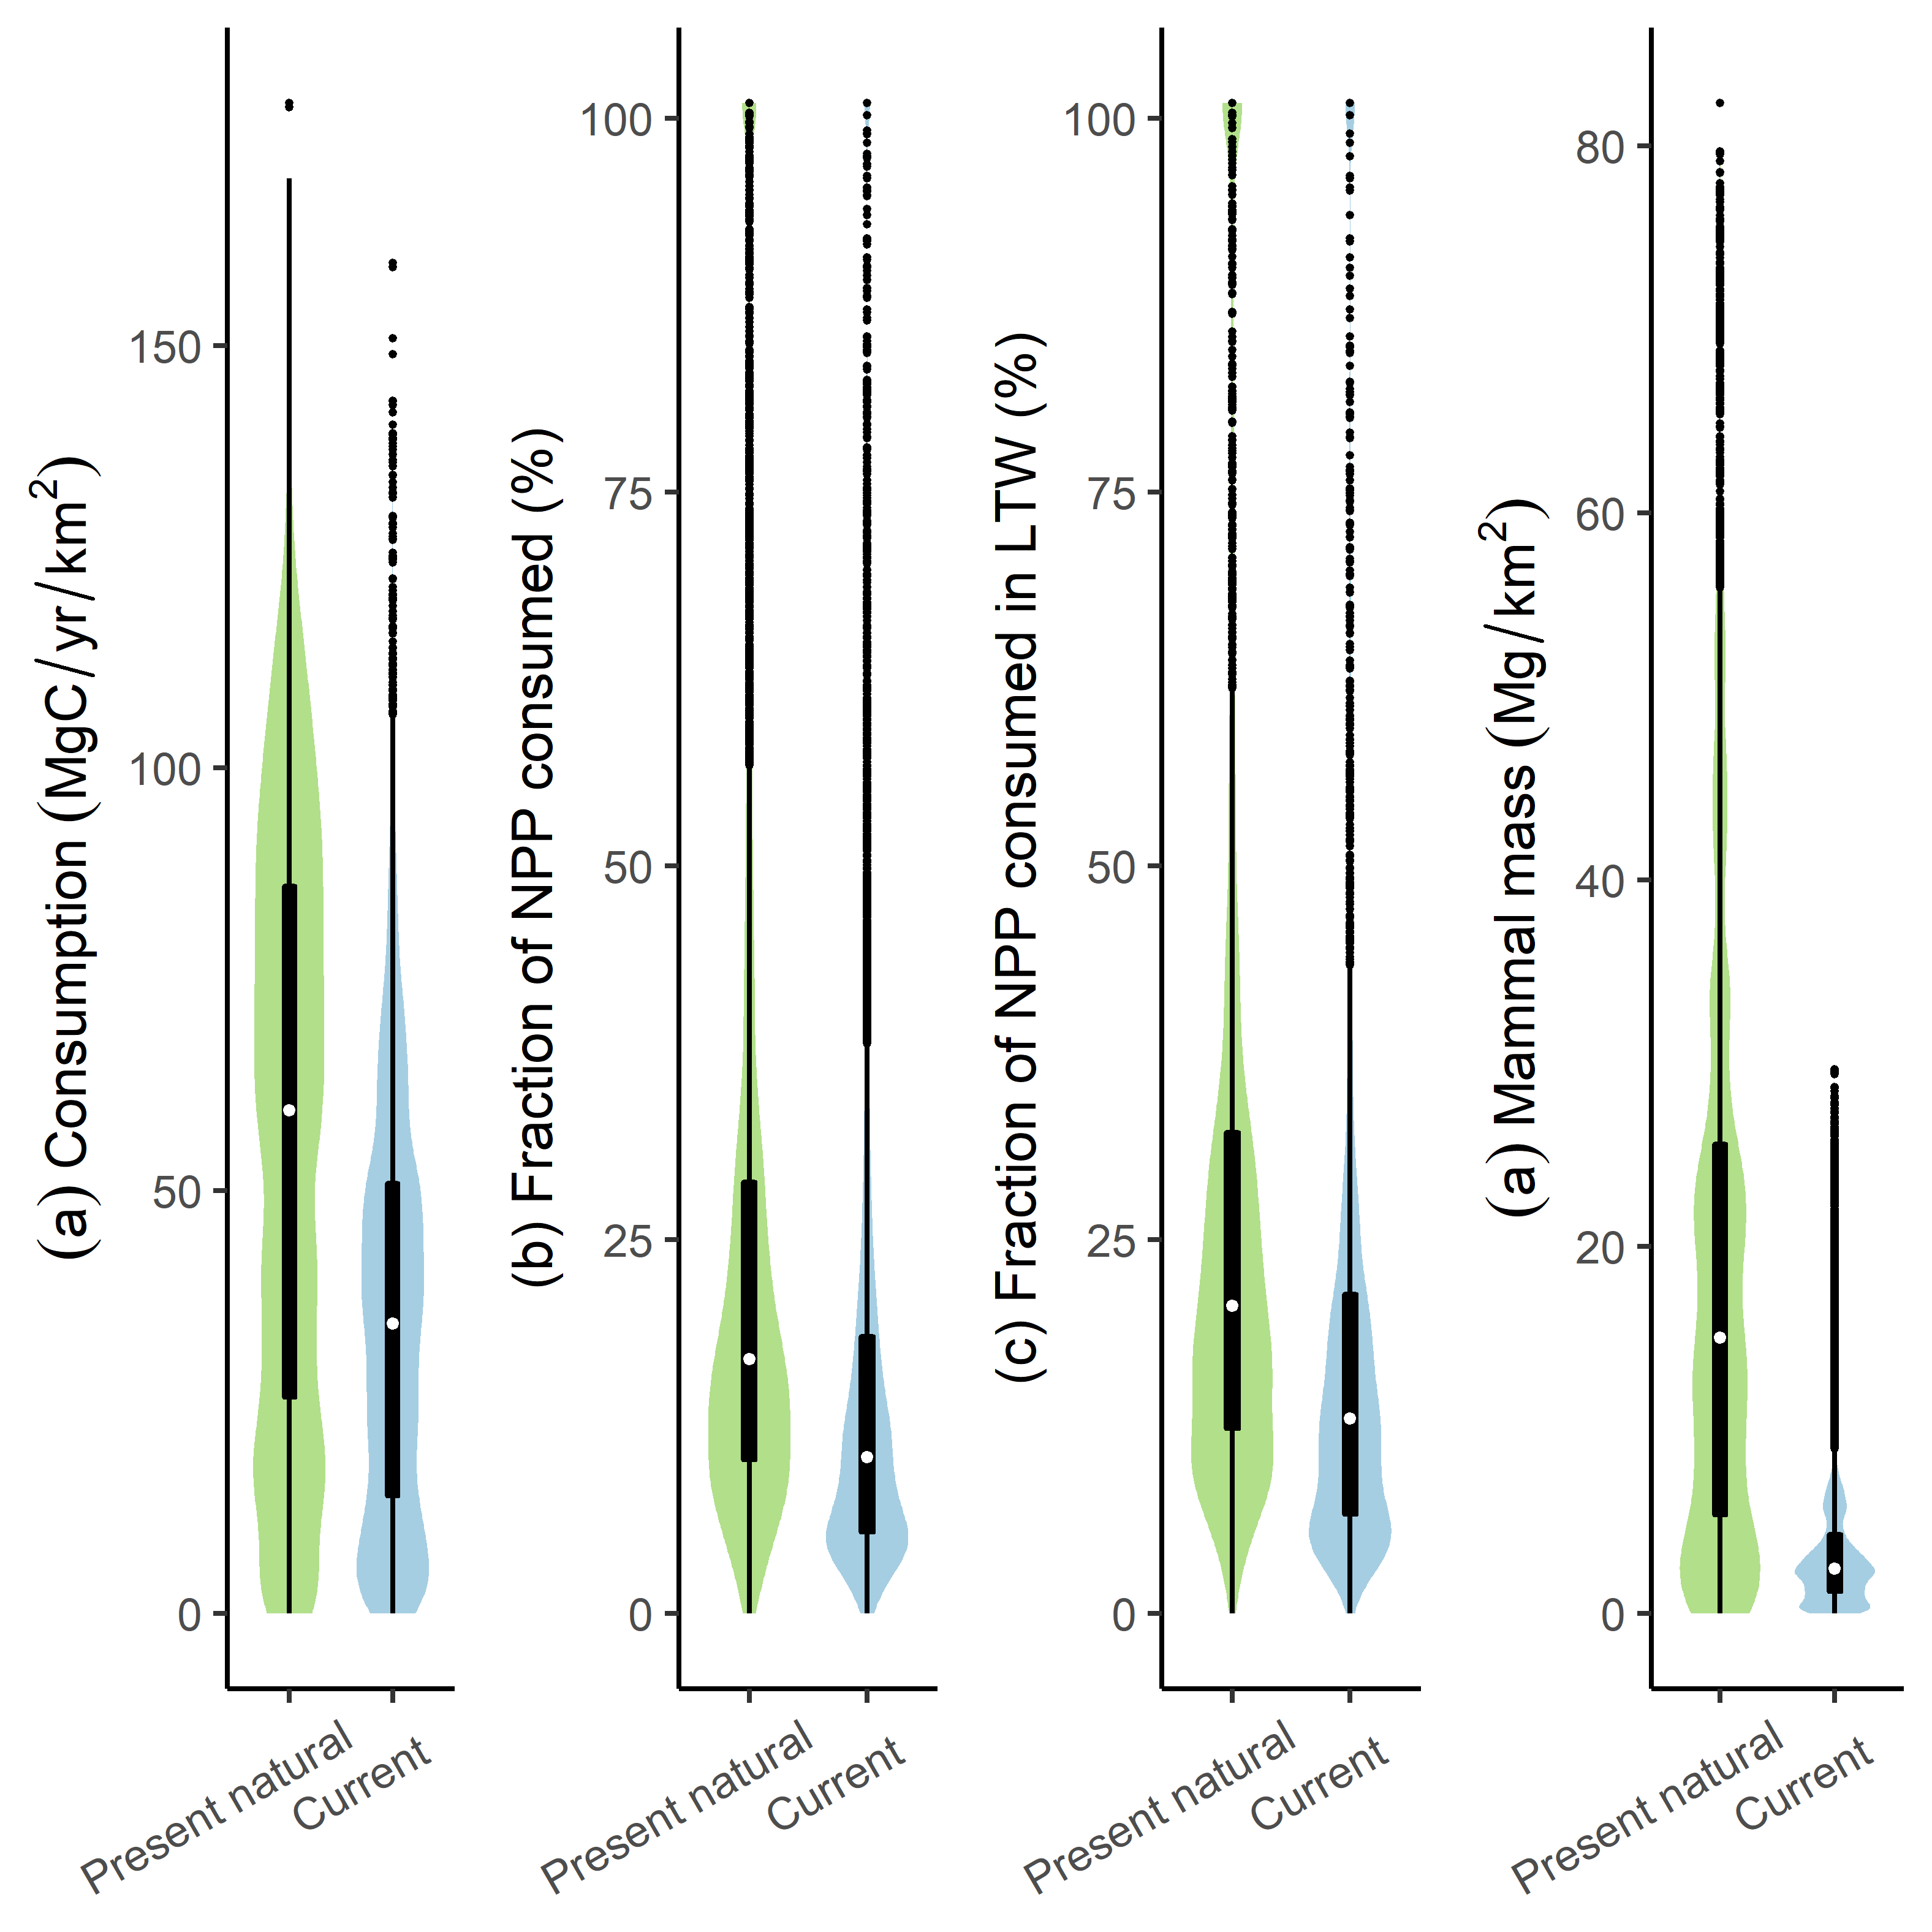 (a) Consumption (MgC/yr/km²)
150
100
50
0
Present natural
Current
(b) Fraction of NPP consumed (%)
100
75
50
25
0
Present natural
Current
(c) Fraction of NPP consumed in LTW (%)
100
75
50
25
0
Present natural
Current
(a) Mammal mass (Mg/km²)
80
60
40
20
0
Present natural
Current